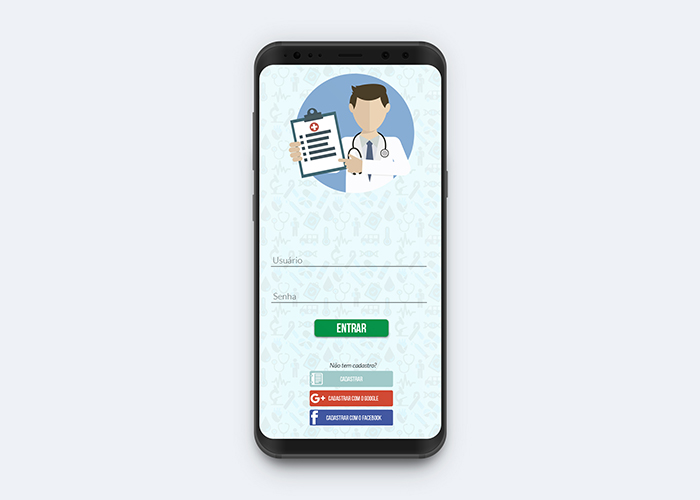 Usuário
Senha
ENTRAR
Não tem cadastro?
CADASTRAR
G+ CADASTRAR COM O GOOGLE
f CADASTRAR COM O FACEBOOK